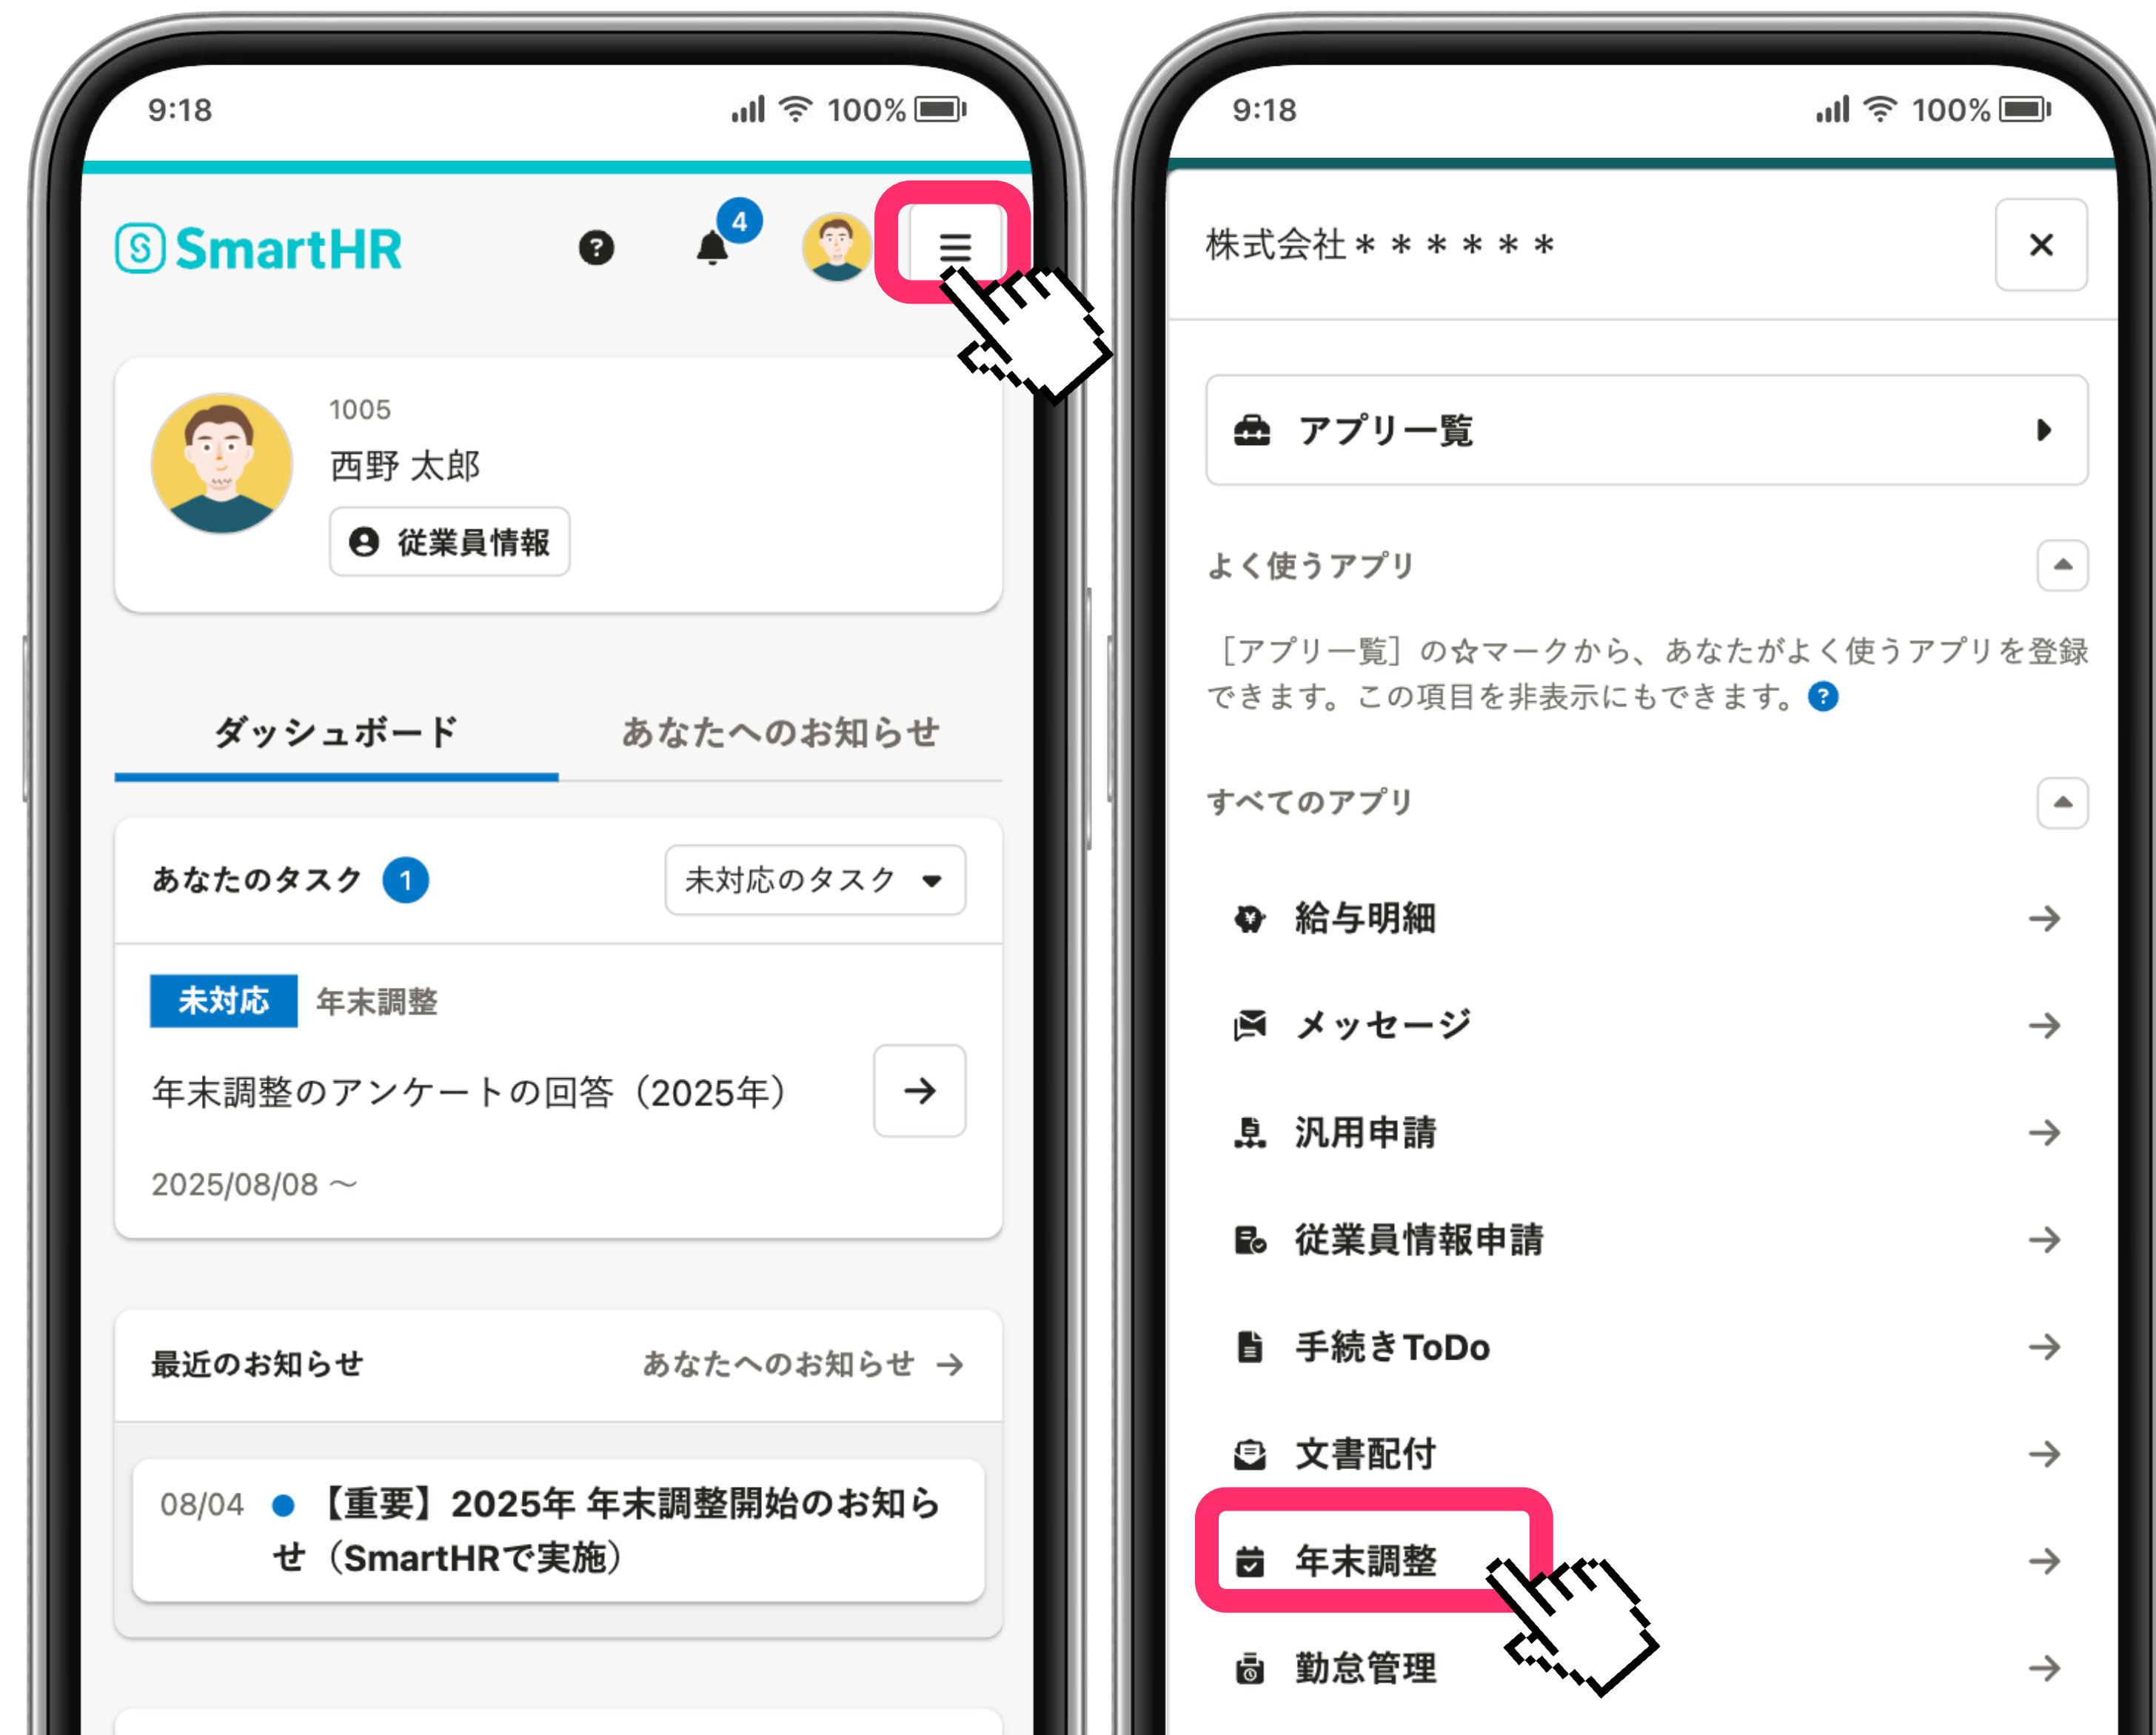 9:18
100%
SmartHR
4
1005
西野 太郎
従業員情報
ダッシュボード
あなたへのお知らせ
あなたのタスク 1
未対応のタスク
未対応 年末調整
年末調整のアンケートの回答（2025年）
2025/08/08 ～
最近のお知らせ
あなたへのお知らせ →
08/04 ● 【重要】2025年 年末調整開始のお知ら
せ（SmartHRで実施）
9:18
100%
株式会社＊＊＊＊＊＊
アプリ一覧
よく使うアプリ
［アプリ一覧］の☆マークから、あなたがよく使うアプリを登録
できます。この項目を非表示にもできます。
すべてのアプリ
給与明細
メッセージ
汎用申請
従業員情報申請
手続きToDo
文書配付
年末調整
勤怠管理